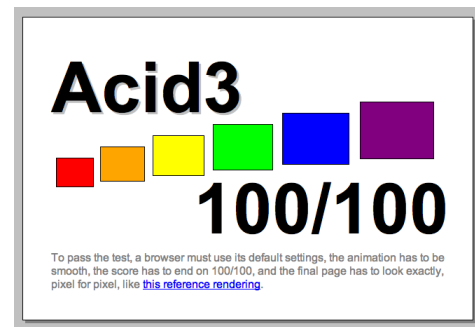 Acid3
100/100
To pass the test, a browser must use its default settings, the animation has to be
smooth, the score has to end on 100/100, and the final page has to look exactly,
pixel for pixel, like this reference rendering.